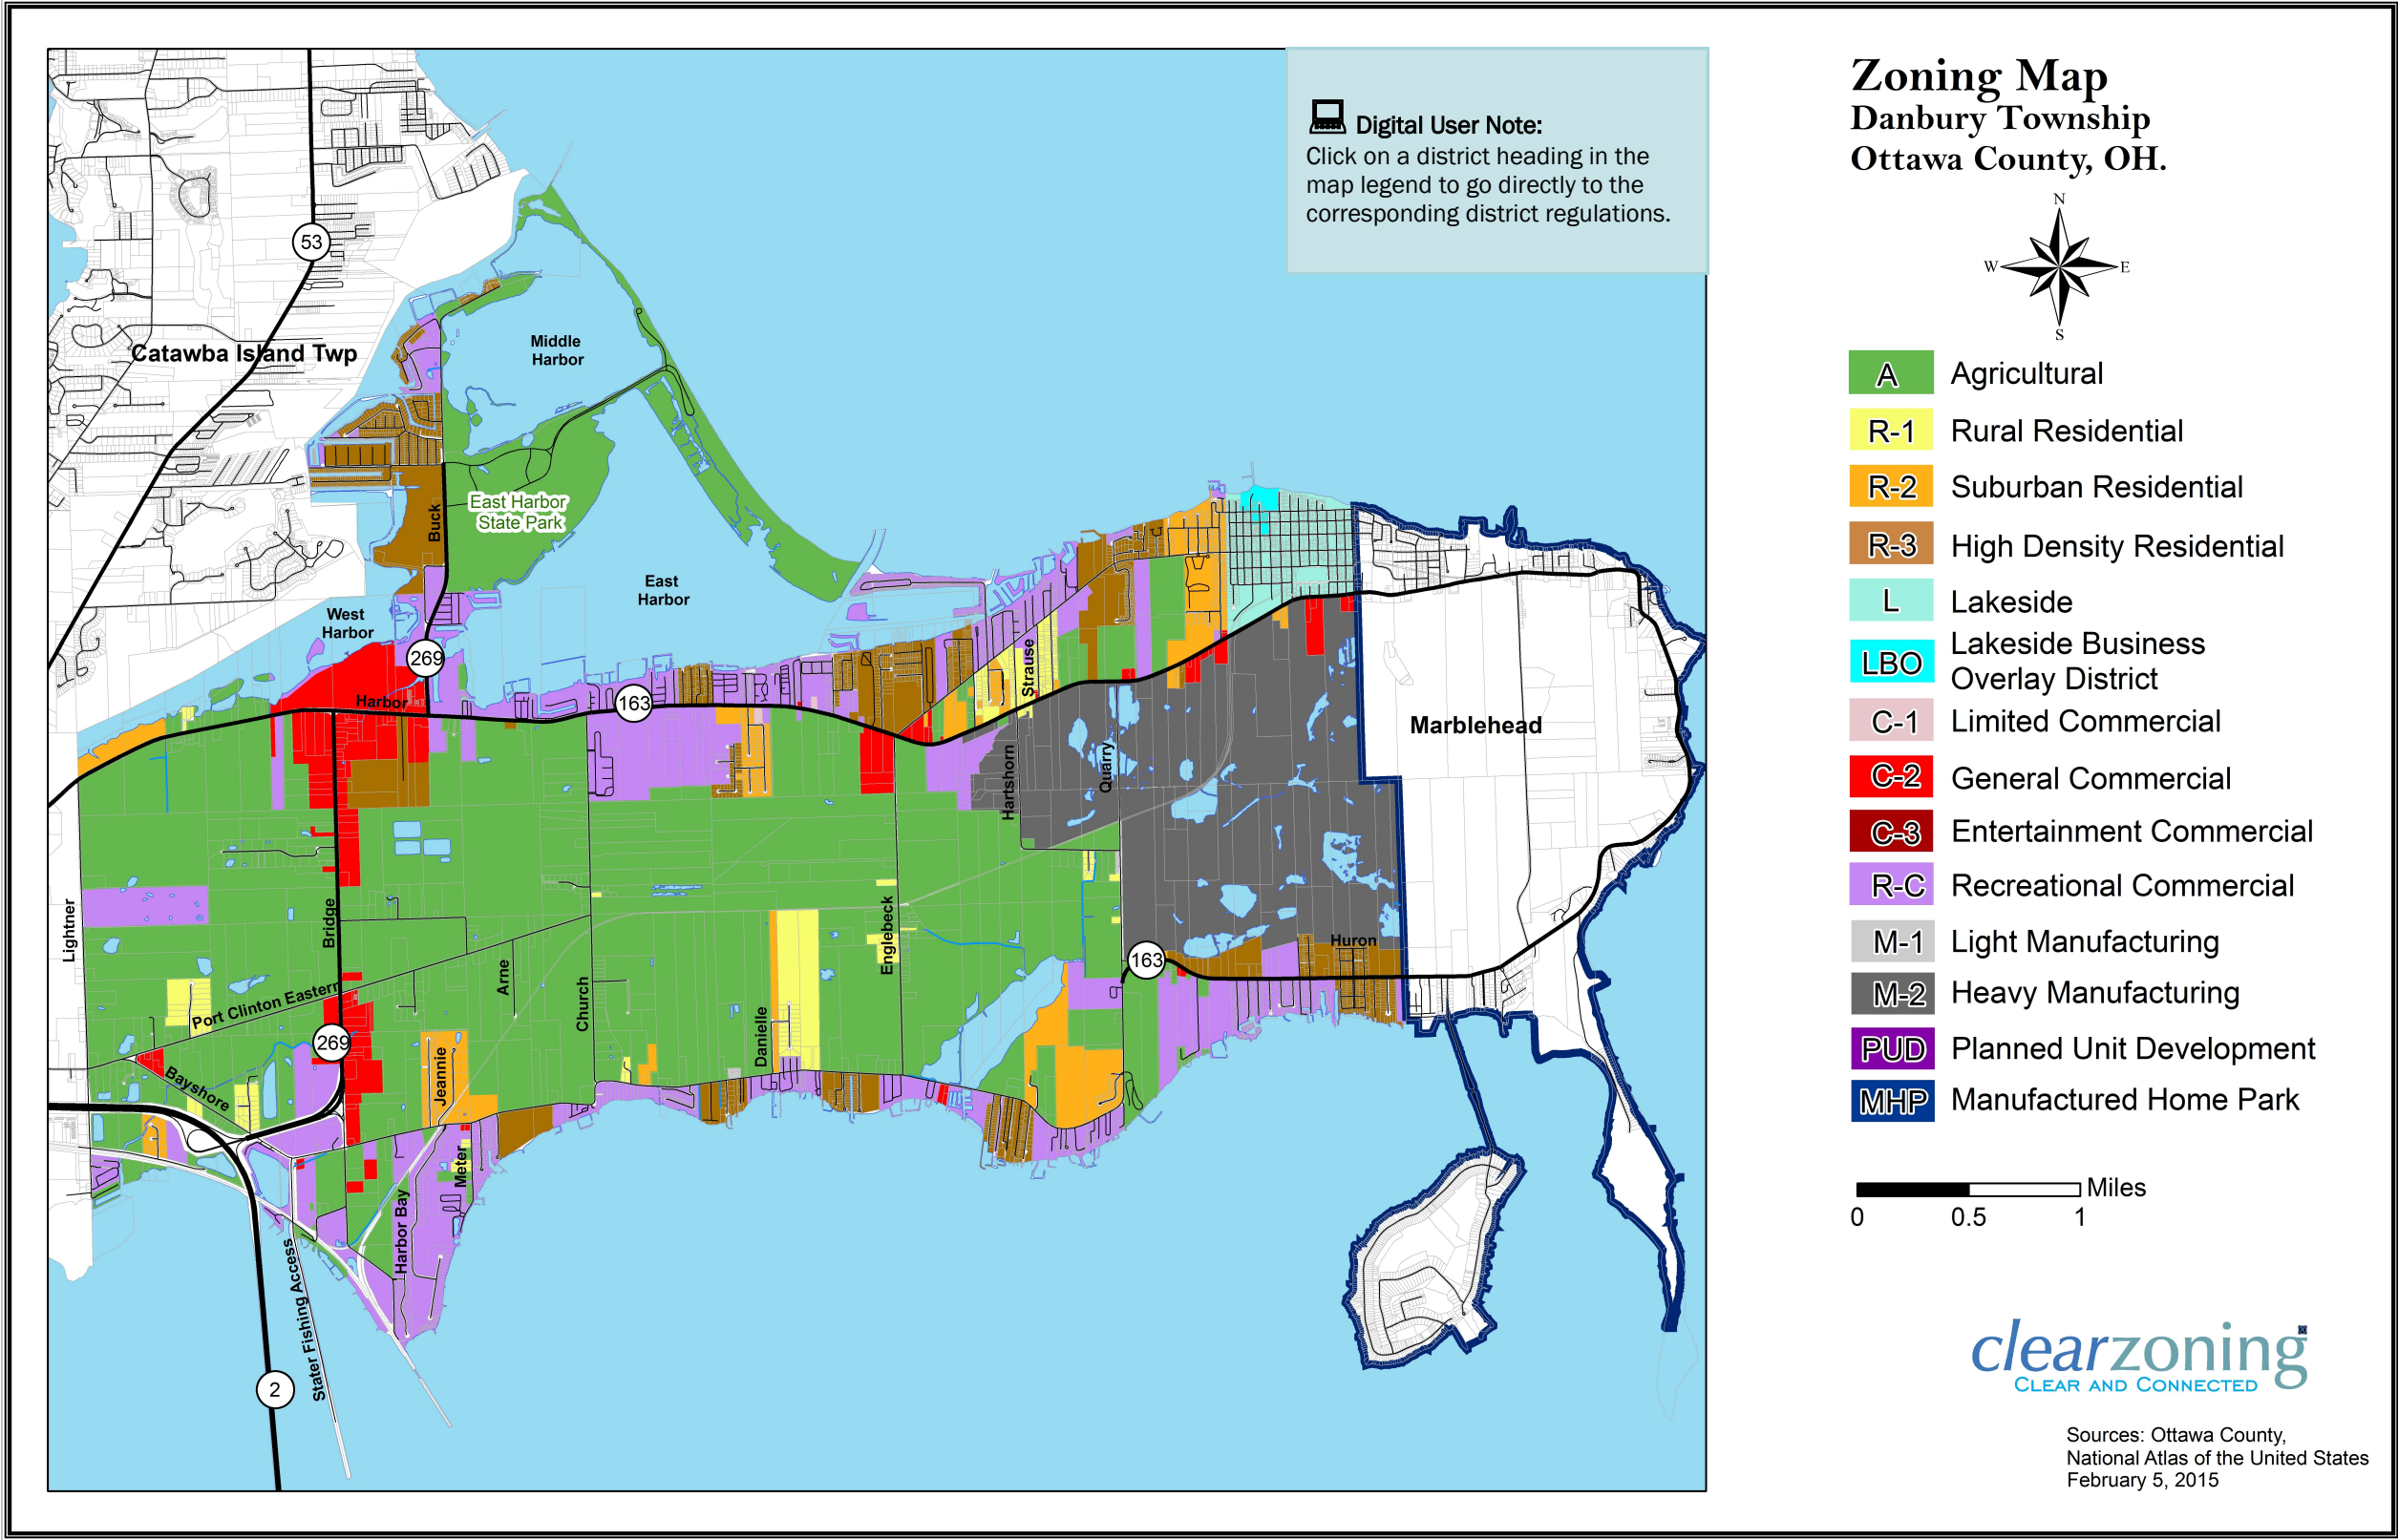 Zoning Map
Danbury Township
Ottawa County, OH.
Digital User Note:
Click on a district heading in the
map legend to go directly to the
corresponding district regulations.
N
W
E
S
A Agricultural
R-1 Rural Residential
R-2 Suburban Residential
R-3 High Density Residential
L Lakeside
LBO Lakeside Business
Overlay District
C-1 Limited Commercial
C-2 General Commercial
C-3 Entertainment Commercial
R-C Recreational Commercial
M-1 Light Manufacturing
M-2 Heavy Manufacturing
PUD Planned Unit Development
MHP Manufactured Home Park
Miles
0 0.5 1
clearzoning
CLEAR AND CONNECTED
Sources: Ottawa County,
National Atlas of the United States
February 5, 2015
53
Catawba Island Twp
Middle
Harbor
East Harbor
State Park
Buck
East
Harbor
West
Harbor
269
Harbor
163
Strause
Marblehead
Hartshorn
Quarry
Lightner
Bridge
Englebeck
Huron
163
Port Clinton Eastern
Arne
Church
Danielle
269
Jeannie
Bayshore
Meter
Harbor Bay
State Fishing Access
2